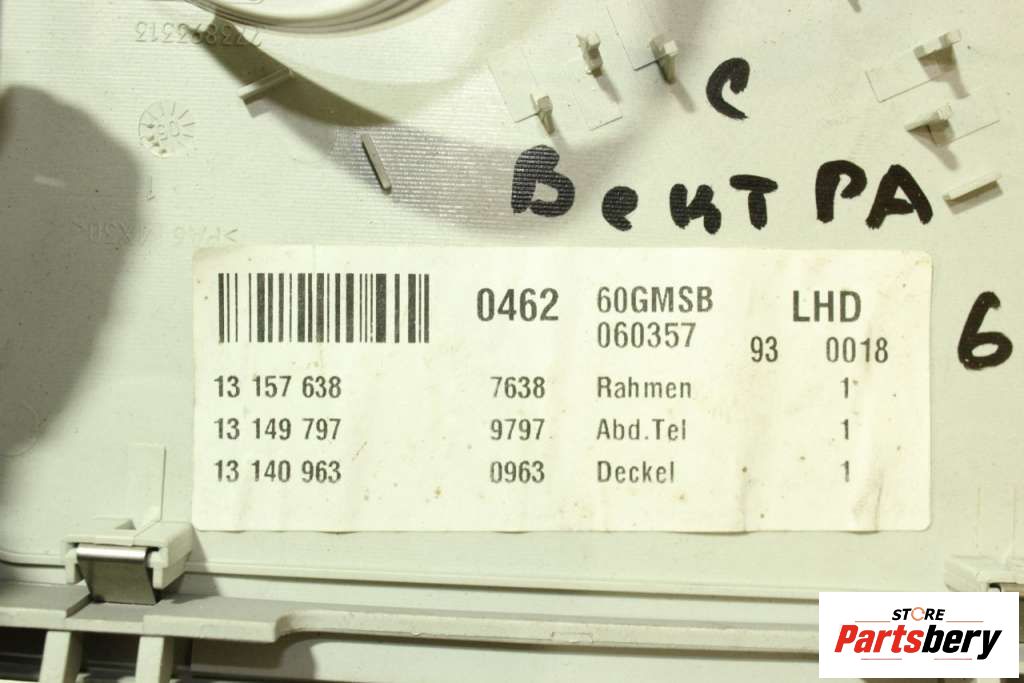 С
Вектра
0462 60GMSB LHD
060357 93 0018
13 157 638 7638 Rahmen 1
13 149 797 9797 Abd.Tel 1
13 140 963 0963 Deckel 1
6
STORE
Partsbery